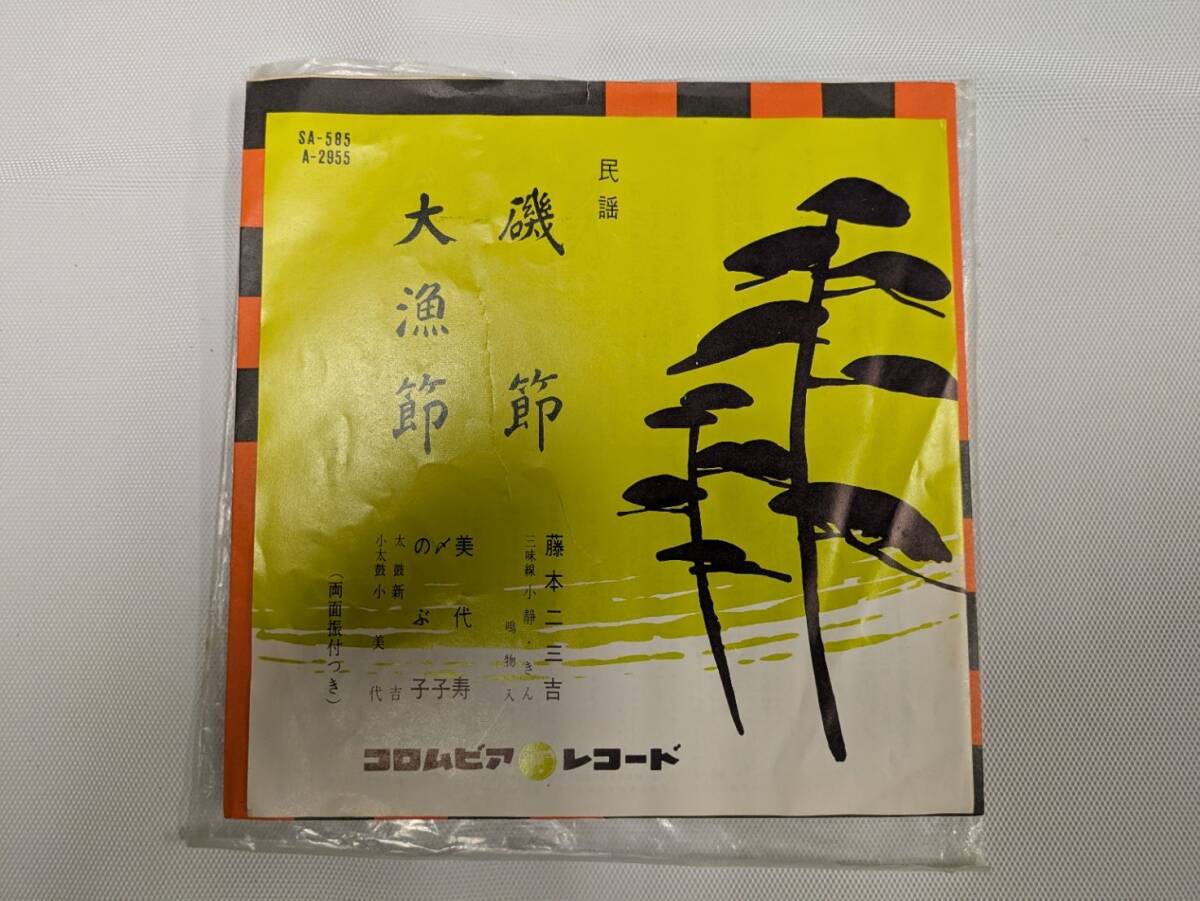 SA-585
A-2955
民謡
磯節
大漁節
藤本二三吉
三味線 小静・きん
鳴物入
美代寿
〆子
のぶ子
太鼓 新吉
小太鼓 小美代
（両面振付つき）
コロムビア レコード